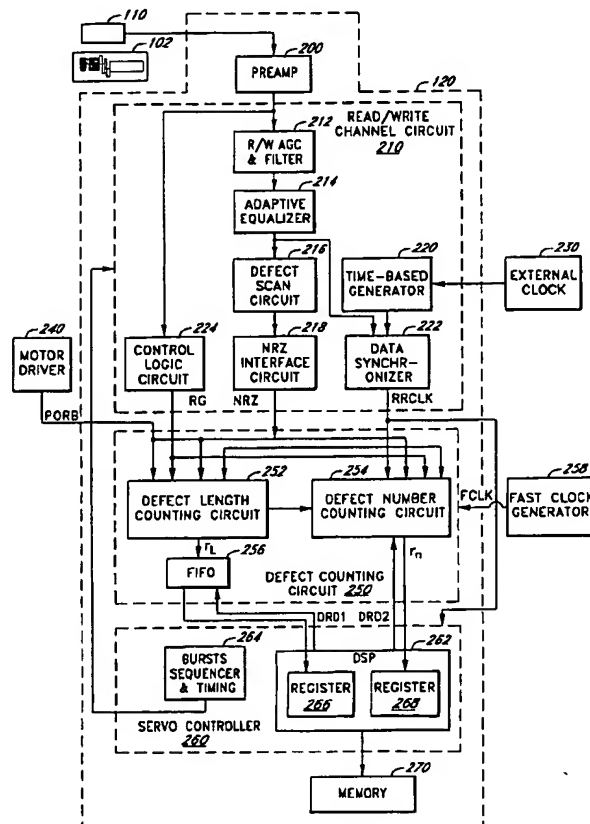 110
102
200
PREAMP
120
READ/WRITE
CHANNEL CIRCUIT
210
212
R/W AGC
& FILTER
214
ADAPTIVE
EQUALIZER
216
DEFECT
SCAN
CIRCUIT
220
TIME-BASED
GENERATOR
230
EXTERNAL
CLOCK
240
MOTOR
DRIVER
224
CONTROL
LOGIC
CIRCUIT
218
NRZ
INTERFACE
CIRCUIT
222
DATA
SYNCHR-
ONIZER
PORB
RG
NRZ
RRCLK
252
DEFECT LENGTH
COUNTING CIRCUIT
254
DEFECT NUMBER
COUNTING CIRCUIT
FCLK
258
FAST CLOCK
GENERATOR
rL
256
FIFO
rn
DEFECT COUNTING
CIRCUIT 250
DRD1
DRD2
264
BURSTS
SEQUENCER
& TIMING
262
DSP
REGISTER
266
REGISTER
268
SERVO CONTROLLER
260
270
MEMORY